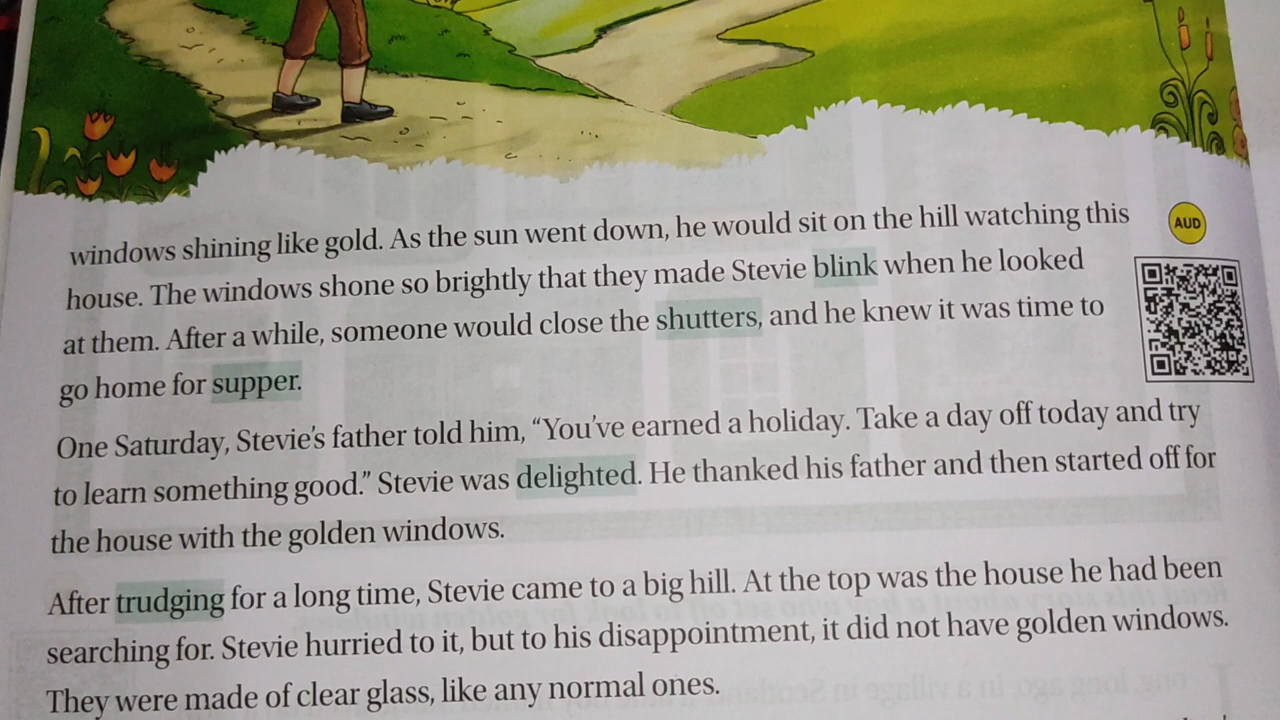 windows shining like gold. As the sun went down, he would sit on the hill watching this
house. The windows shone so brightly that they made Stevie blink when he looked
at them. After a while, someone would close the shutters, and he knew it was time to
go home for supper.
AUD
One Saturday, Stevie's father told him, “You've earned a holiday. Take a day off today and try
to learn something good.” Stevie was delighted. He thanked his father and then started off for
the house with the golden windows.
After trudging for a long time, Stevie came to a big hill. At the top was the house he had been
searching for. Stevie hurried to it, but to his disappointment, it did not have golden windows.
They were made of clear glass, like any normal ones.